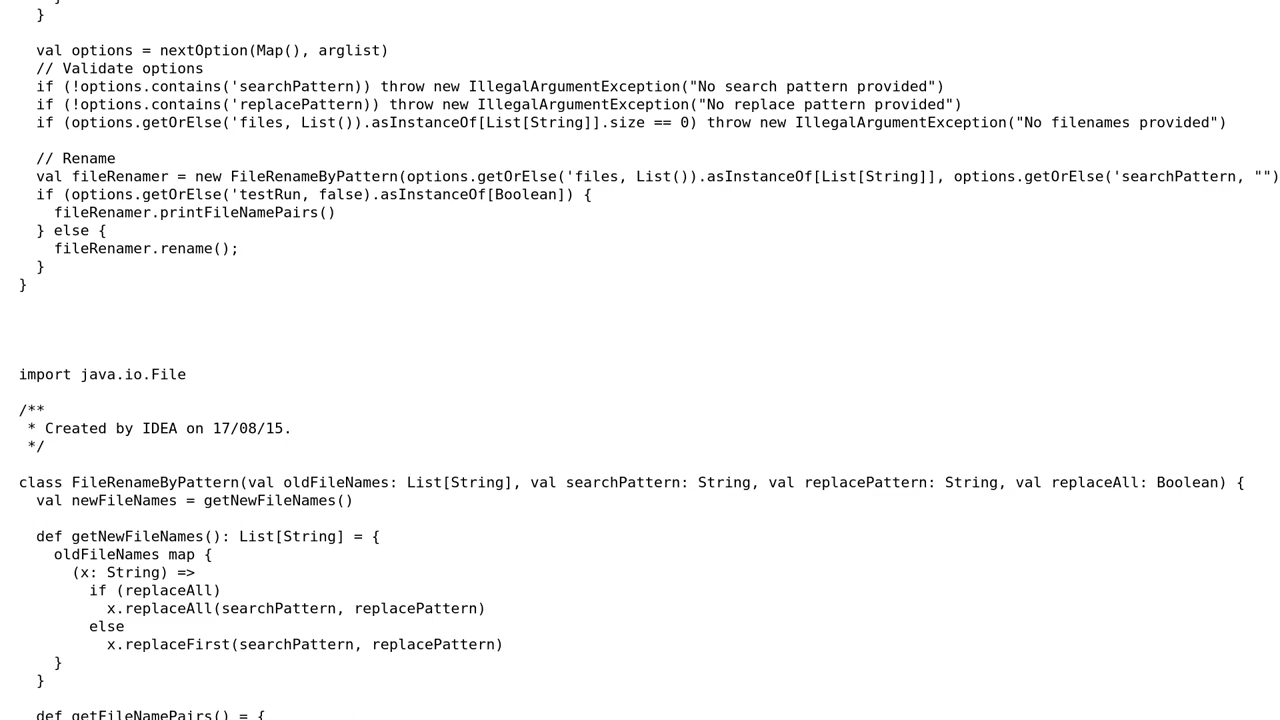 }
}
val options = nextOption(Map(), arglist)
// Validate options
if (!options.contains('searchPattern)) throw new IllegalArgumentException("No search pattern provided")
if (!options.contains('replacePattern)) throw new IllegalArgumentException("No replace pattern provided")
if (options.getOrElse('files, List()).asInstanceOf[List[String]].size == 0) throw new IllegalArgumentException("No filenames provided")
// Rename
val fileRenamer = new FileRenameByPattern(options.getOrElse('files, List()).asInstanceOf[List[String]], options.getOrElse('searchPattern, "")
if (options.getOrElse('testRun, false).asInstanceOf[Boolean]) {
fileRenamer.printFileNamePairs()
} else {
fileRenamer.rename();
}
}
import java.io.File
/**
* Created by IDEA on 17/08/15.
*/
class FileRenameByPattern(val oldFileNames: List[String], val searchPattern: String, val replacePattern: String, val replaceAll: Boolean) {
val newFileNames = getNewFileNames()
def getNewFileNames(): List[String] = {
oldFileNames map {
(x: String) =>
if (replaceAll)
x.replaceAll(searchPattern, replacePattern)
else
x.replaceFirst(searchPattern, replacePattern)
}
}
def getFileNamePairs() = {